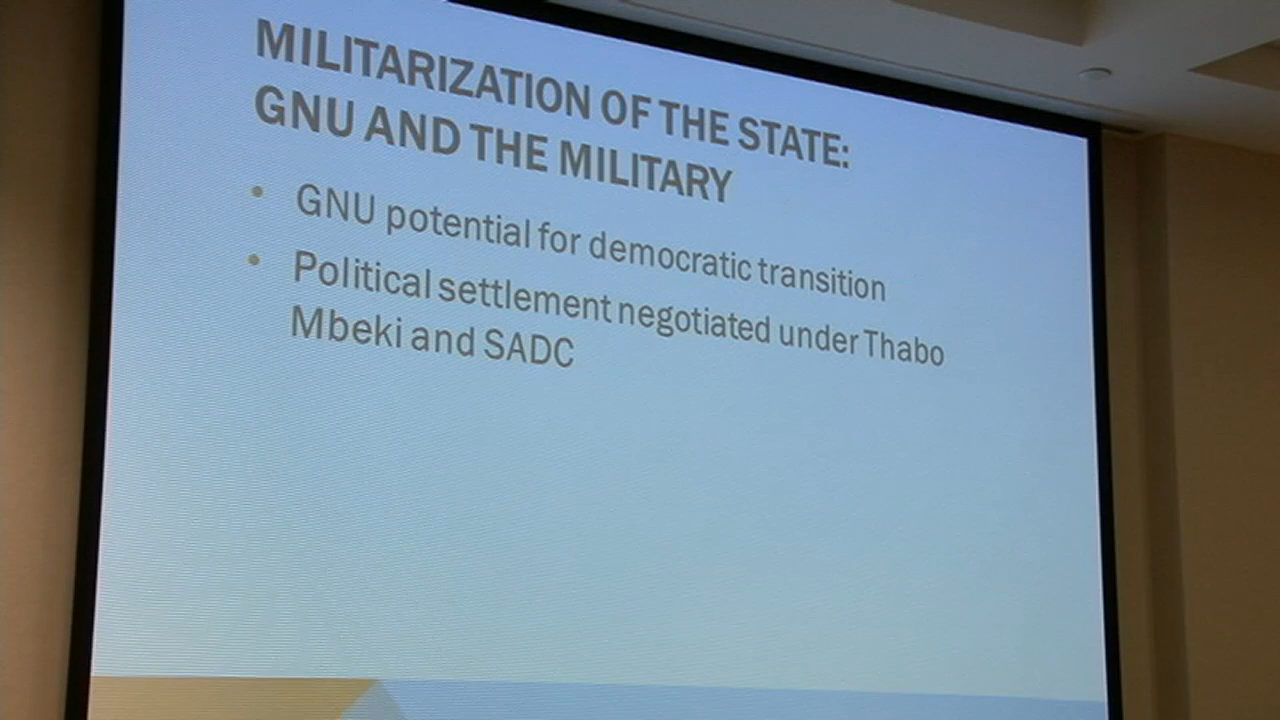 MILITARIZATION OF THE STATE:
GNU AND THE MILITARY
• GNU potential for democratic transition
• Political settlement negotiated under Thabo
Mbeki and SADC